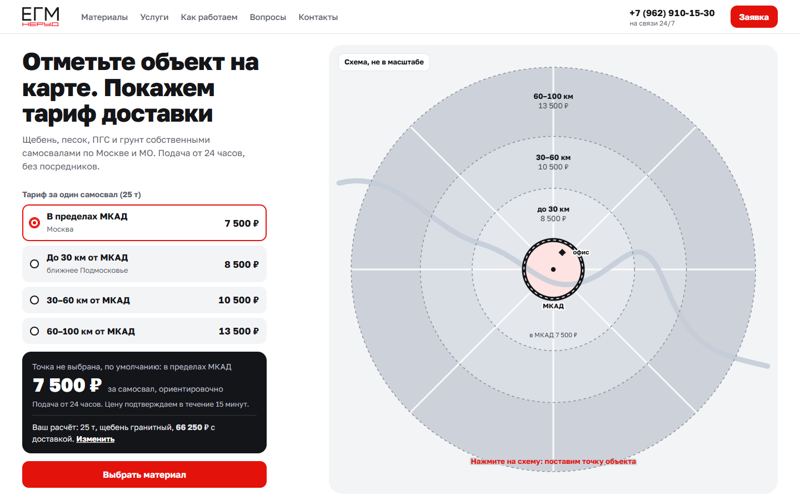 ЕГМ
НЕРУД
Материалы Услуги Как работаем Вопросы Контакты
+7 (962) 910-15-30
на связи 24/7
Заявка
Отметьте объект на
карте. Покажем
тариф доставки
Щебень, песок, ПГС и грунт собственными
самосвалами по Москве и МО. Подача от 24 часов,
без посредников.
Тариф за один самосвал (25 т)
В пределах МКАД
Москва
7 500 ₽
До 30 км от МКАД
ближнее Подмосковье
8 500 ₽
30–60 км от МКАД 10 500 ₽
60–100 км от МКАД 13 500 ₽
Точка не выбрана, по умолчанию: в пределах МКАД
7 500 ₽ за самосвал, ориентировочно
Подача от 24 часов. Цену подтверждаем в течение 15 минут.
Ваш расчёт: 25 т, щебень гранитный, 66 250 ₽ с
доставкой. Изменить
Выбрать материал
Схема, не в масштабе
60–100 км
13 500 ₽
30–60 км
10 500 ₽
до 30 км
8 500 ₽
офис
МКАД
в МКАД 7 500 ₽
Нажмите на схему: поставим точку объекта